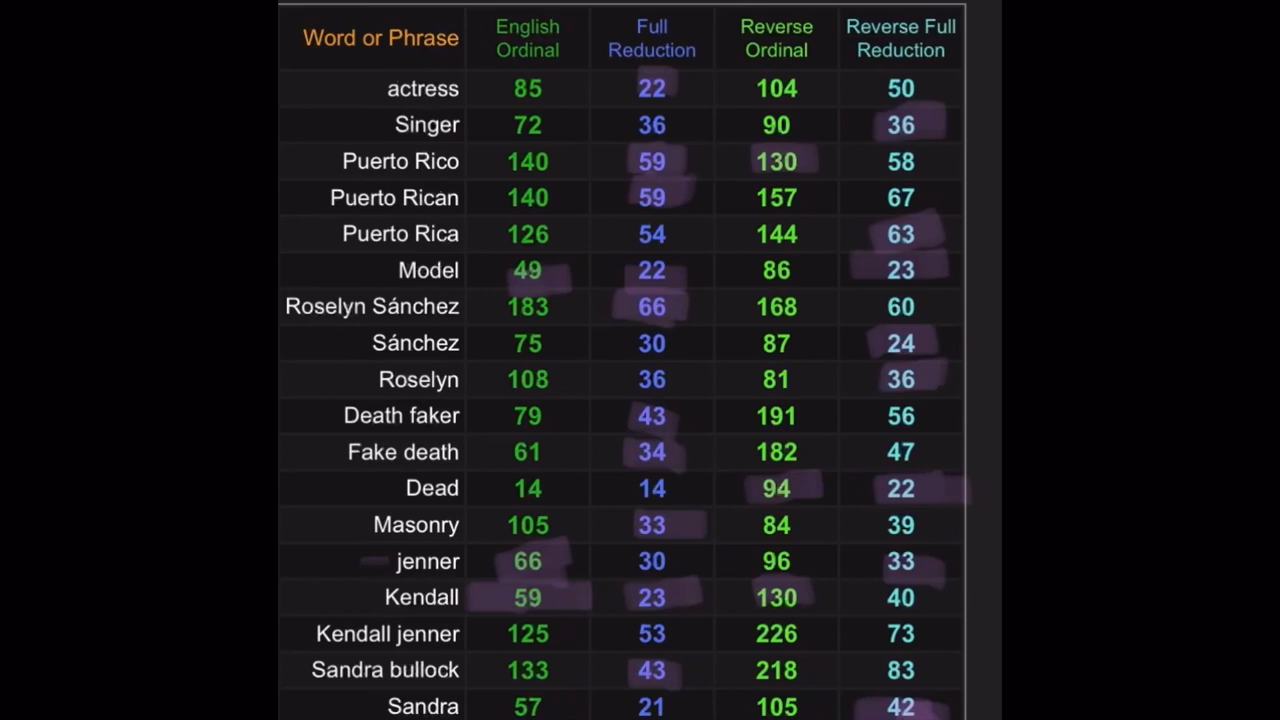 Word or Phrase English Ordinal Full Reduction Reverse Ordinal Reverse Full Reduction
actress 85 22 104 50
Singer 72 36 90 36
Puerto Rico 140 59 130 58
Puerto Rican 140 59 157 67
Puerto Rica 126 54 144 63
Model 49 22 86 23
Roselyn Sánchez 183 66 168 60
Sánchez 75 30 87 24
Roselyn 108 36 81 36
Death faker 79 43 191 56
Fake death 61 34 182 47
Dead 14 14 94 22
Masonry 105 33 84 39
jenner 66 30 96 33
Kendall 59 23 130 40
Kendall jenner 125 53 226 73
Sandra bullock 133 43 218 83
Sandra 57 21 105 42